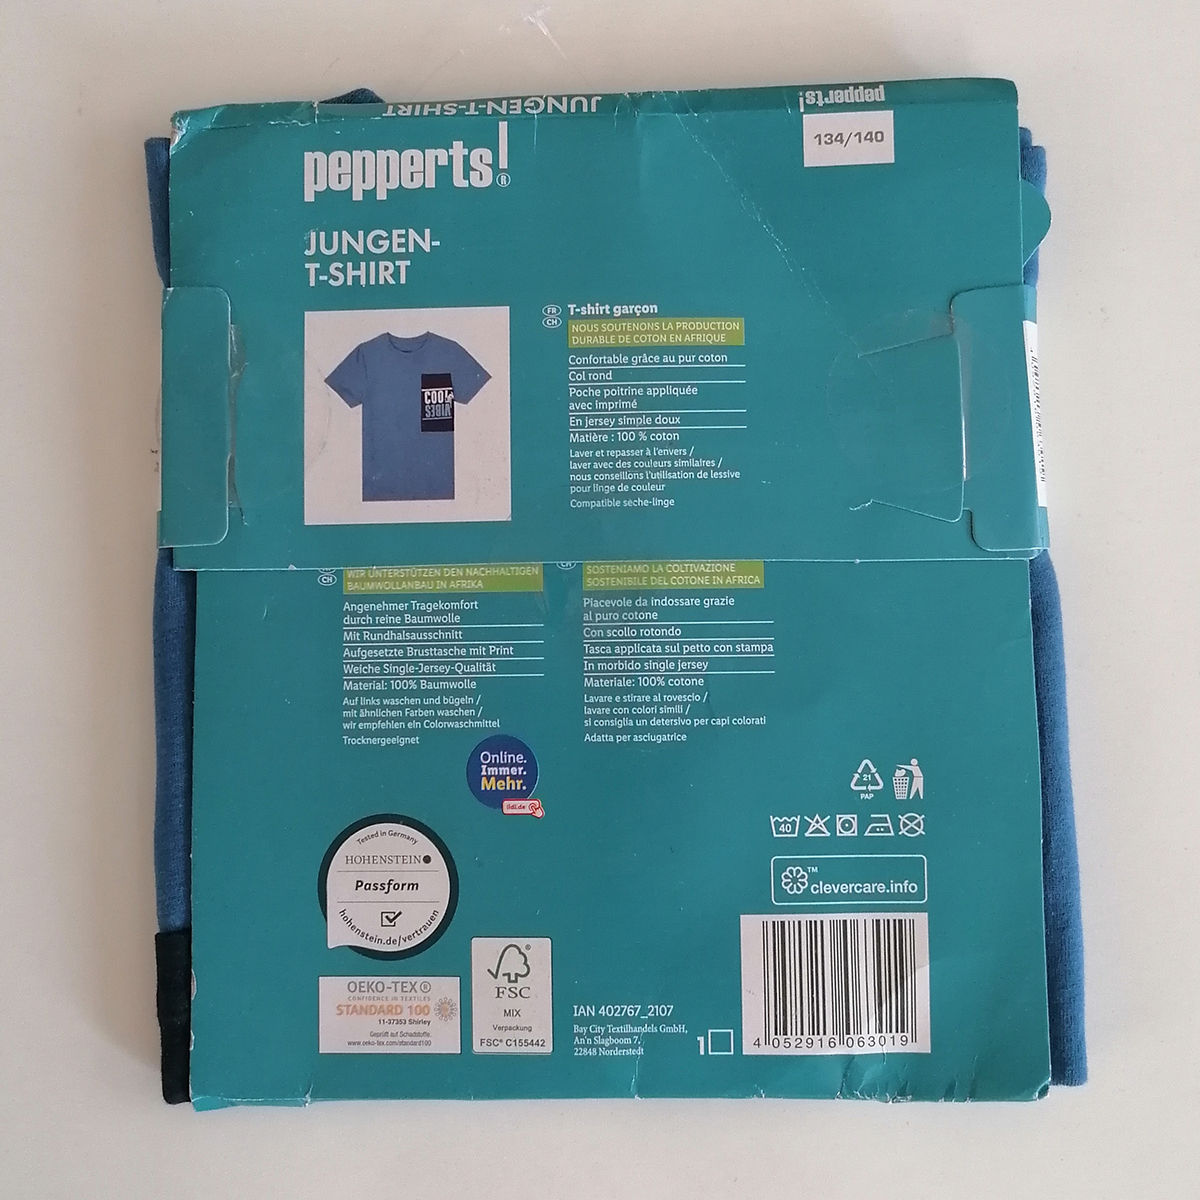 JUNGEN-T-SHIRT
pepperts!
134/140
pepperts!®
JUNGEN-
T-SHIRT
COOL
VIBES
FR
CH
T-shirt garçon
NOUS SOUTENONS LA PRODUCTION
DURABLE DE COTON EN AFRIQUE
Confortable grâce au pur coton
Col rond
Poche poitrine appliquée
avec imprimé
En jersey simple doux
Matière : 100 % coton
Laver et repasser à l'envers /
laver avec des couleurs similaires /
nous conseillons l'utilisation de lessive
pour linge de couleur
Compatible sèche-linge
CH
WIR UNTERSTÜTZEN DEN NACHHALTIGEN
BAUMWOLLANBAU IN AFRIKA
Angenehmer Tragekomfort
durch reine Baumwolle
Mit Rundhalsausschnitt
Aufgesetzte Brusttasche mit Print
Weiche Single-Jersey-Qualität
Material: 100% Baumwolle
Auf links waschen und bügeln /
mit ähnlichen Farben waschen /
wir empfehlen ein Colorwaschmittel
Trocknergeeignet
CH
SOSTENIAMO LA COLTIVAZIONE
SOSTENIBILE DEL COTONE IN AFRICA
Piacevole da indossare grazie
al puro cotone
Con scollo rotondo
Tasca applicata sul petto con stampa
In morbido single jersey
Materiale: 100% cotone
Lavare e stirare al rovescio /
lavare con colori simili /
si consiglia un detersivo per capi colorati
Adatta per asciugatrice
Online.
Immer.
Mehr.
lidl.de
21
PAP
40
™
clevercare.info
Tested in Germany
HOHENSTEIN
Passform
hohenstein.de/vertrauen
OEKO-TEX®
CONFIDENCE IN TEXTILES
STANDARD 100
11-37353 Shirley
Geprüft auf Schadstoffe.
www.oeko-tex.com/standard100
®
FSC
MIX
Verpackung
FSC® C155442
IAN 402767_2107
Bay City Textilhandels GmbH,
An'n Slagboom 7,
22848 Norderstedt
1
4 052916 063019